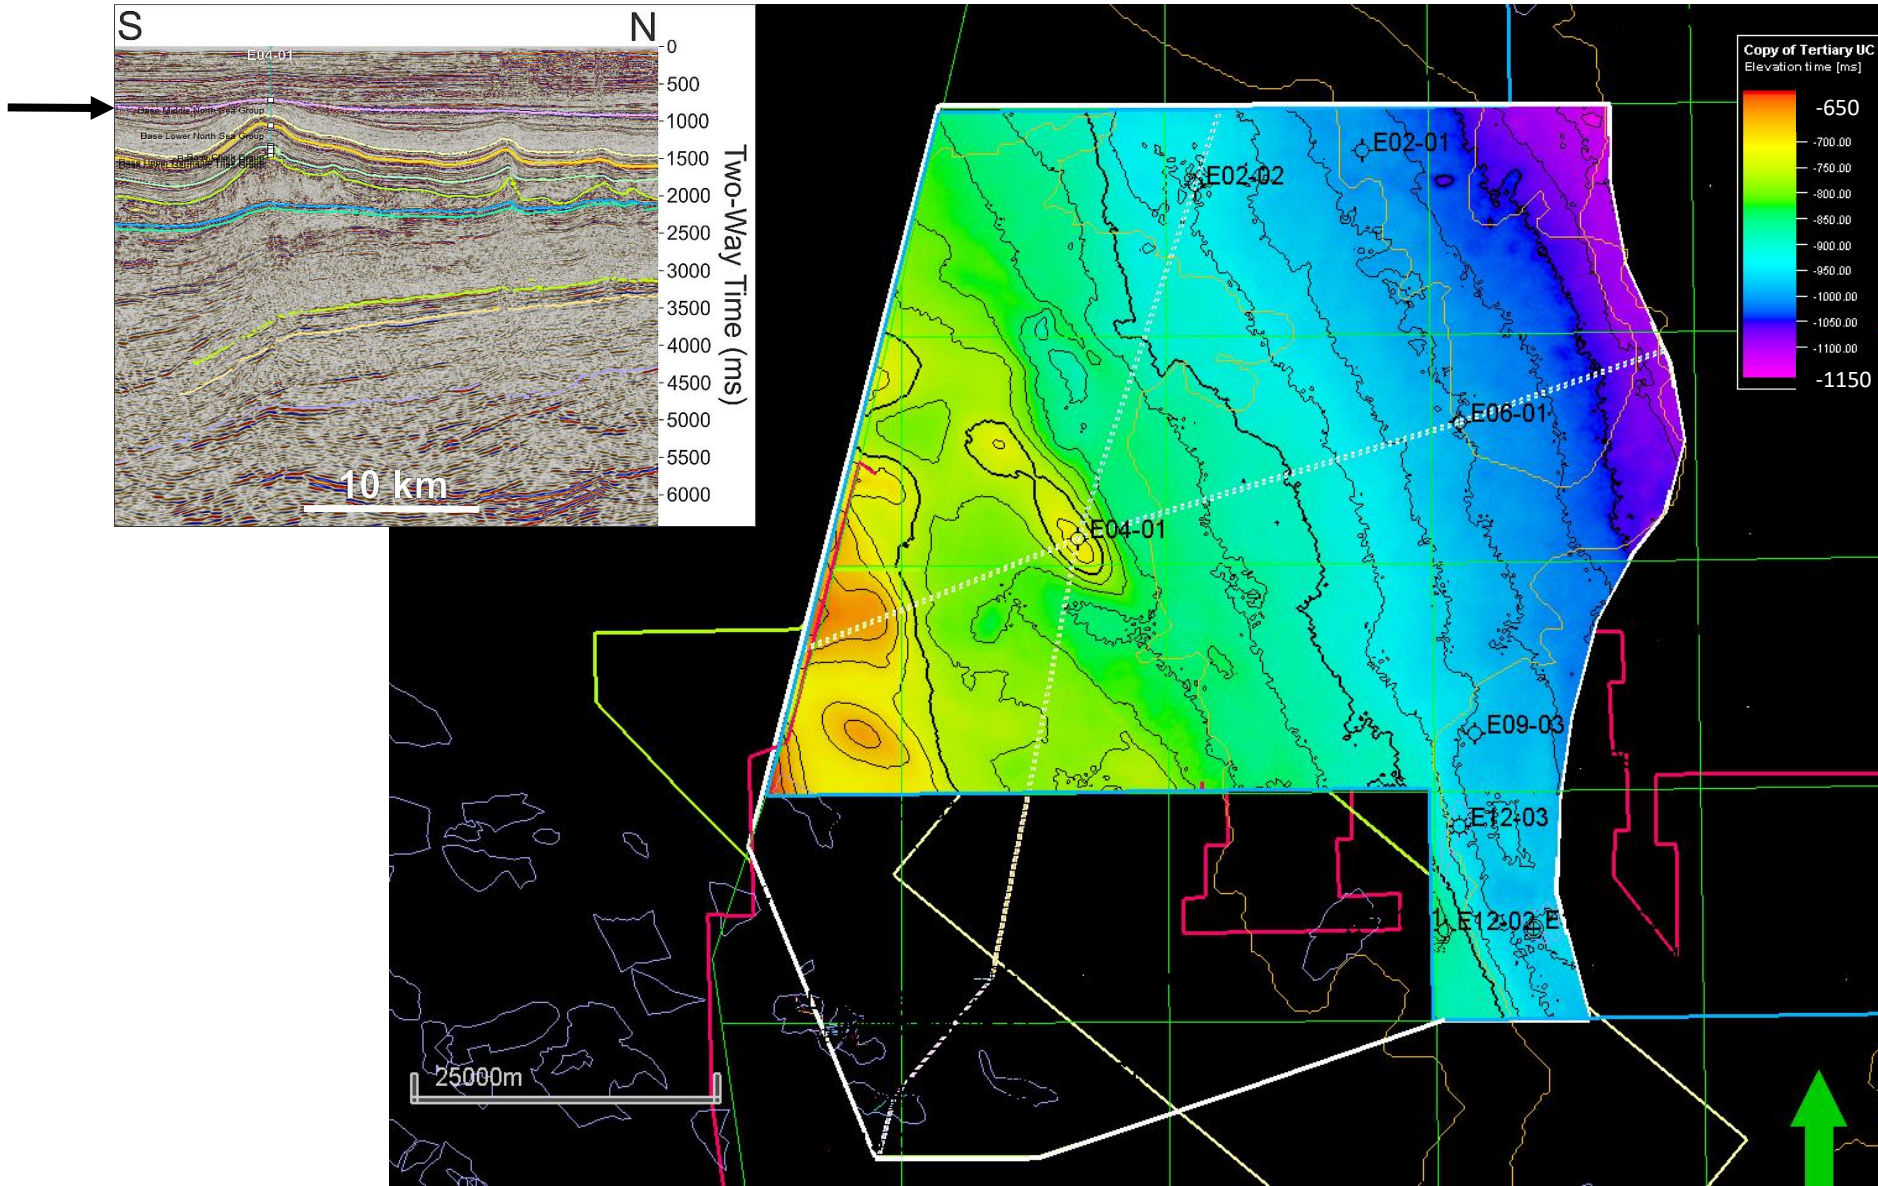 S
N
E04-01
Base Middle North Sea Group
Base Lower North Sea Group
0
500
1000
1500
2000
2500
3000
3500
4000
4500
5000
5500
6000
Two-Way Time (ms)
10 km
Copy of Tertiary UC
Elevation time [ms]
-650
-700.00
-750.00
-800.00
-850.00
-900.00
-950.00
-1000.00
-1050.00
-1100.00
-1150
E02-01
E02-02
E06-01
E04-01
E09-03
E12-03
E12-02
E
25000m